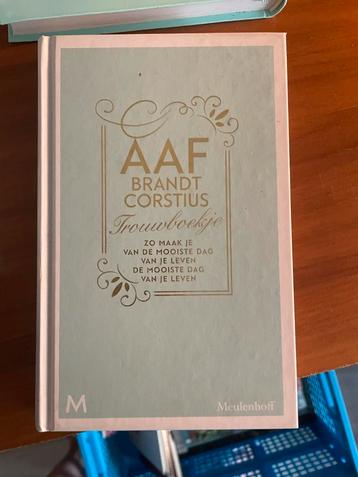 AAF
BRANDT
CORSTIUS
Trouwboekje
ZO MAAK JE
VAN DE MOOISTE DAG
VAN JE LEVEN
DE MOOISTE DAG
VAN JE LEVEN
M
Meulenhoff